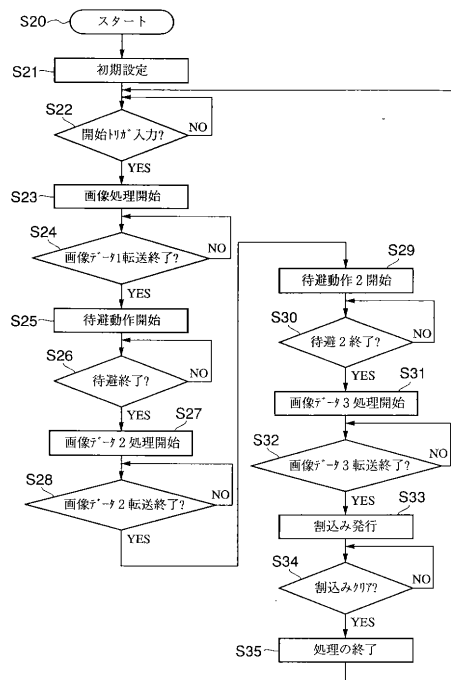 S20
スタート
S21
初期設定
S22
開始トリガ入力?
NO
YES
S23
画像処理開始
S24
画像データ1転送終了?
NO
YES
S25
待避動作開始
S26
待避終了?
NO
YES
S27
画像データ2処理開始
S28
画像データ2転送終了?
NO
YES
S29
待避動作2開始
S30
待避2終了?
NO
YES
S31
画像データ3処理開始
S32
画像データ3転送終了?
NO
YES
S33
割込み発行
S34
割込みクリア?
NO
YES
S35
処理の終了